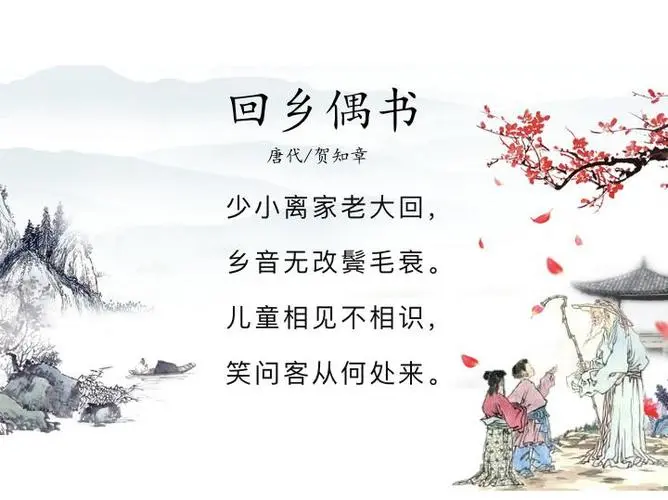 回乡偶书
唐代/贺知章
少小离家老大回，
乡音无改鬓毛衰。
儿童相见不相识，
笑问客从何处来。